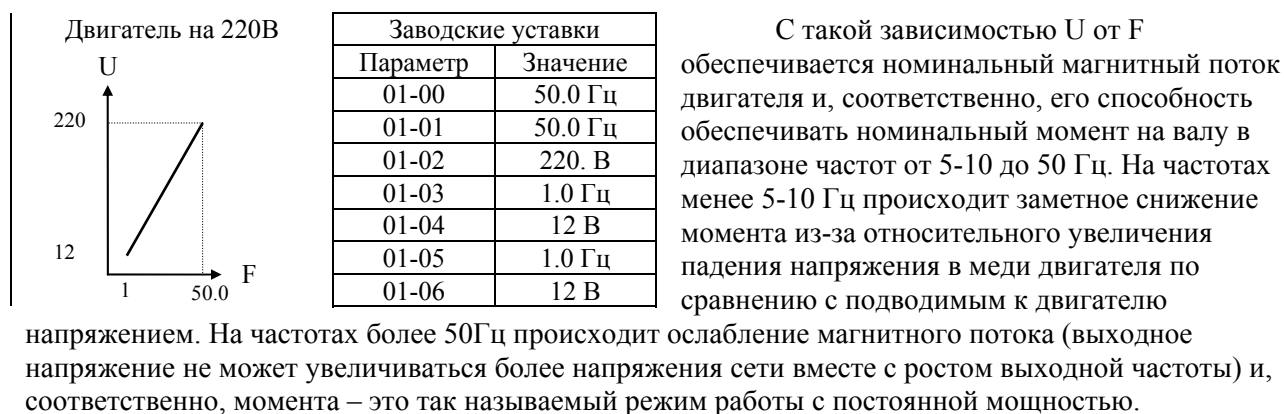 Двигатель на 220В
U
220
12
1
50.0
F
Заводские уставки
Параметр Значение
01-00 50.0 Гц
01-01 50.0 Гц
01-02 220. В
01-03 1.0 Гц
01-04 12 В
01-05 1.0 Гц
01-06 12 В
С такой зависимостью U от F
обеспечивается номинальный магнитный поток
двигателя и, соответственно, его способность
обеспечивать номинальный момент на валу в
диапазоне частот от 5-10 до 50 Гц. На частотах
менее 5-10 Гц происходит заметное снижение
момента из-за относительного увеличения
падения напряжения в меди двигателя по
сравнению с подводимым к двигателю
напряжением. На частотах более 50Гц происходит ослабление магнитного потока (выходное
напряжение не может увеличиваться более напряжения сети вместе с ростом выходной частоты) и,
соответственно, момента – это так называемый режим работы с постоянной мощностью.